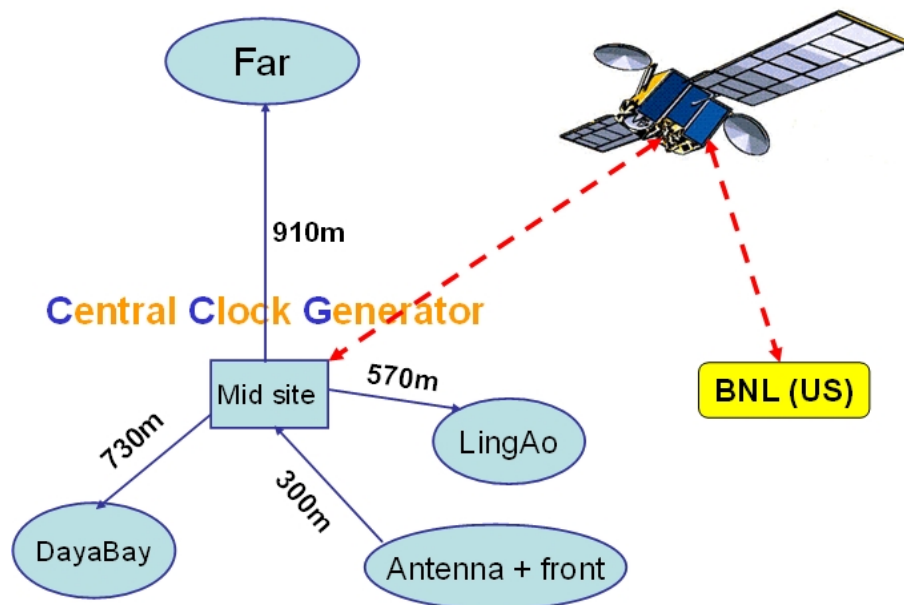 Far
910m
Central Clock Generator
Mid site
570m
BNL (US)
730m
LingAo
300m
DayaBay
Antenna + front